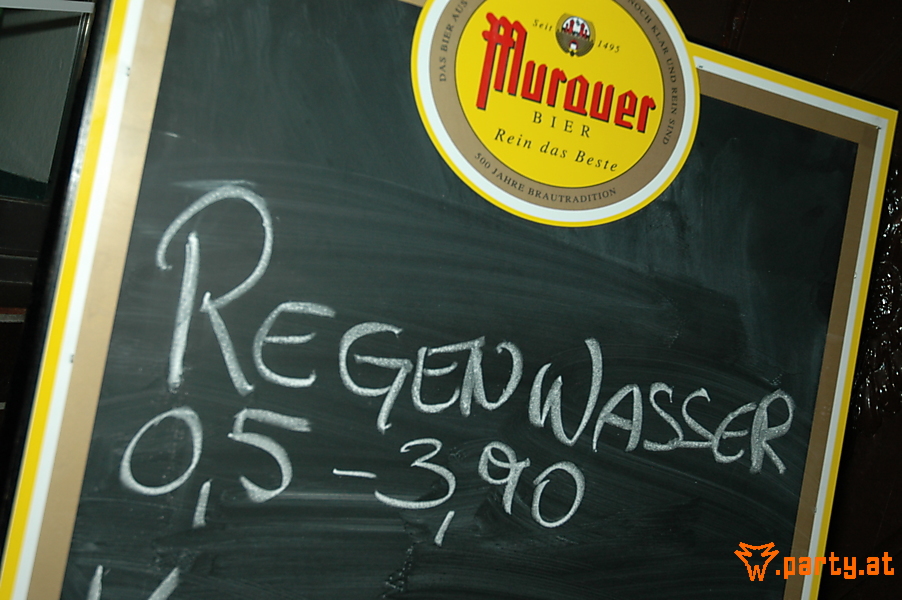 DAS BIER AUS
NOCH KLAR UND REIN SIND
Seit 1495
Murauer
BIER
Rein das Beste
500 JAHRE BRAUTRADITION
REGENWASSER
0,5 - 3,90
W.party.at